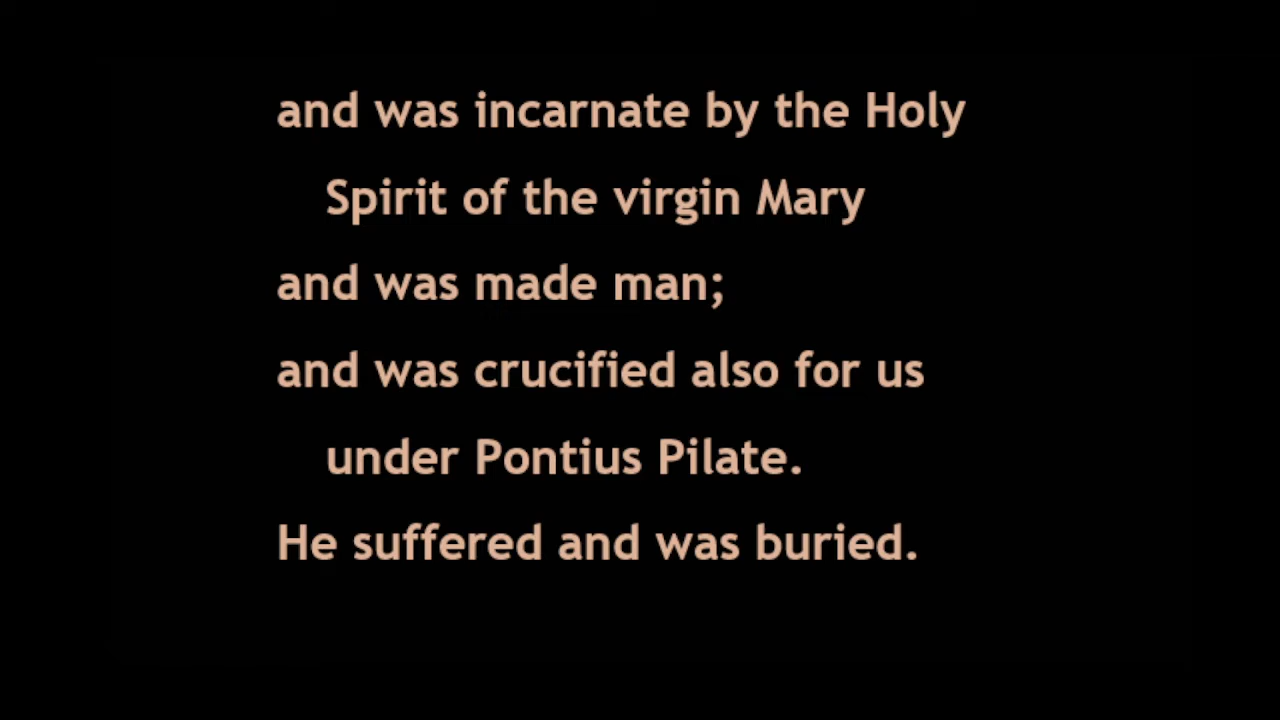 and was incarnate by the Holy
Spirit of the virgin Mary
and was made man;
and was crucified also for us
under Pontius Pilate.
He suffered and was buried.